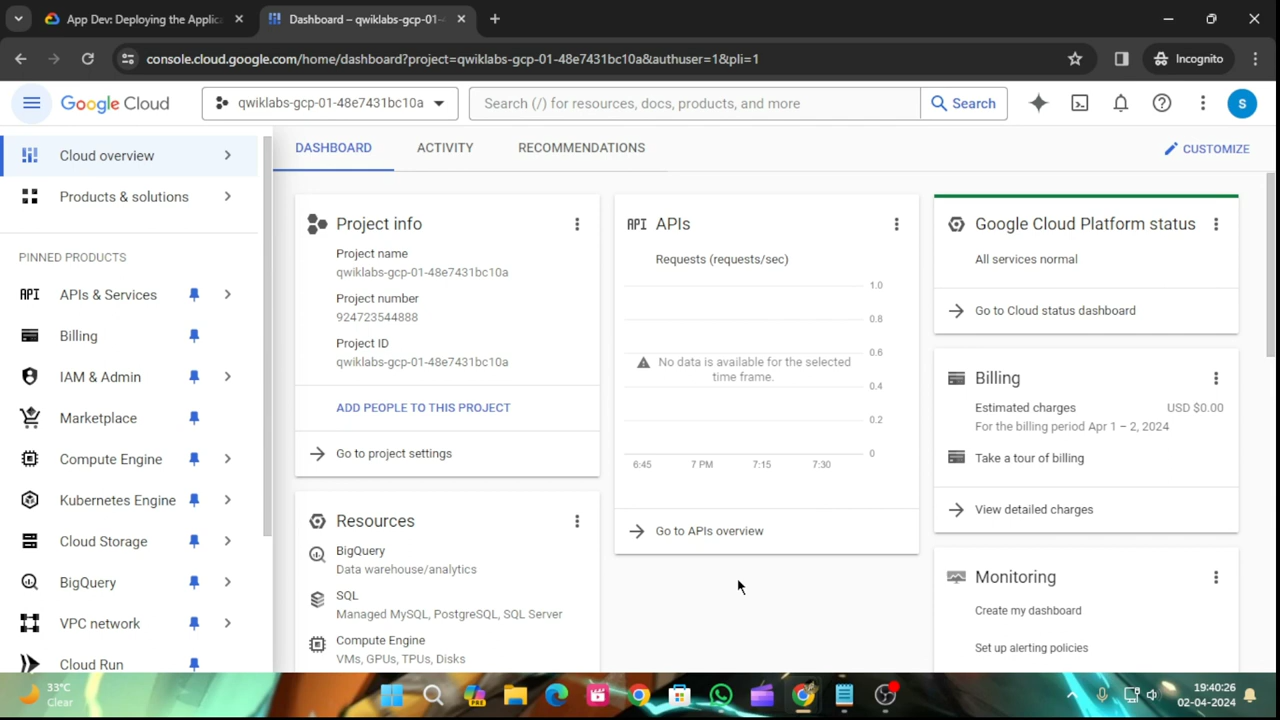 App Dev: Deploying the Applica
Dashboard – qwiklabs-gcp-01-
console.cloud.google.com/home/dashboard?project=qwiklabs-gcp-01-48e7431bc10a&authuser=1&pli=1
Incognito
Google Cloud
qwiklabs-gcp-01-48e7431bc10a
Search (/) for resources, docs, products, and more
Search
S
Cloud overview
Products & solutions
PINNED PRODUCTS
API APIs & Services
Billing
IAM & Admin
Marketplace
Compute Engine
Kubernetes Engine
Cloud Storage
BigQuery
VPC network
Cloud Run
DASHBOARD
ACTIVITY
RECOMMENDATIONS
CUSTOMIZE
Project info
Project name
qwiklabs-gcp-01-48e7431bc10a
Project number
924723544888
Project ID
qwiklabs-gcp-01-48e7431bc10a
ADD PEOPLE TO THIS PROJECT
Go to project settings
Resources
BigQuery
Data warehouse/analytics
SQL
Managed MySQL, PostgreSQL, SQL Server
Compute Engine
VMs, GPUs, TPUs, Disks
API APIs
Requests (requests/sec)
1.0
0.8
0.6
No data is available for the selected
time frame.
0.4
0.2
0
6:45 7 PM 7:15 7:30
Go to APIs overview
Google Cloud Platform status
All services normal
Go to Cloud status dashboard
Billing
Estimated charges USD $0.00
For the billing period Apr 1 – 2, 2024
Take a tour of billing
View detailed charges
Monitoring
Create my dashboard
Set up alerting policies
33°C
Clear
PRE
19:40:26
02-04-2024